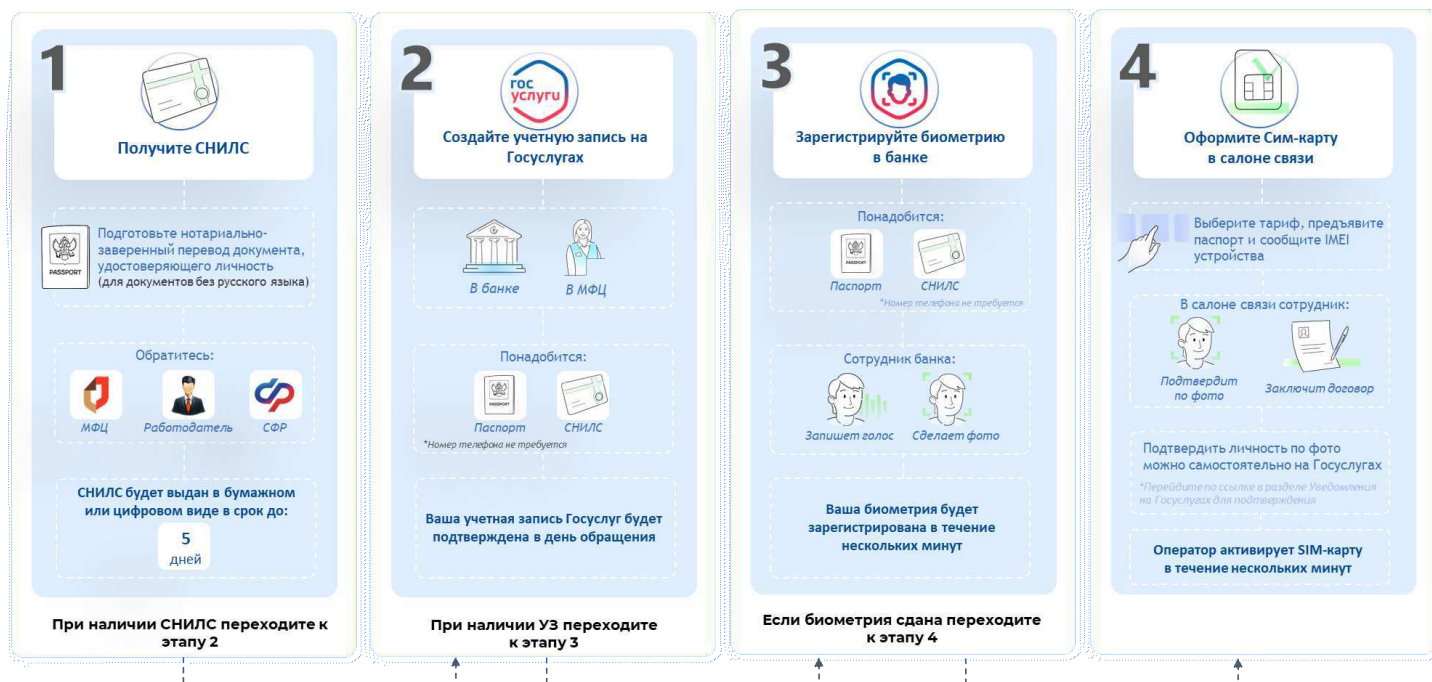 1
Получите СНИЛС
PASSPORT
Подготовьте нотариально-
заверенный перевод документа,
удостоверяющего личность
(для документов без русского языка)
Обратитесь:
МФЦ
Работодатель
СФР
СНИЛС будет выдан в бумажном
или цифровом виде в срок до:
5
дней
При наличии СНИЛС переходите к
этапу 2
2
гос
услуги
Создайте учетную запись на
Госуслугах
В банке
В МФЦ
Понадобится:
PASSPORT
Паспорт
СНИЛС
*Номер телефона не требуется
Ваша учетная запись Госуслуг будет
подтверждена в день обращения
При наличии УЗ переходите
к этапу 3
3
Зарегистрируйте биометрию
в банке
Понадобится:
PASSPORT
Паспорт
СНИЛС
*Номер телефона не требуется
Сотрудник банка:
Запишет голос
Сделает фото
Ваша биометрия будет
зарегистрирована в течение
нескольких минут
Если биометрия сдана переходите
к этапу 4
4
Оформите Сим-карту
в салоне связи
Выберите тариф, предъявите
паспорт и сообщите IMEI
устройства
В салоне связи сотрудник:
Подтвердит
по фото
Заключит договор
Подтвердить личность по фото
можно самостоятельно на Госуслугах
*Перейдите по ссылке в разделе Уведомления
на Госуслугах для подтверждения
Оператор активирует SIM-карту
в течение нескольких минут